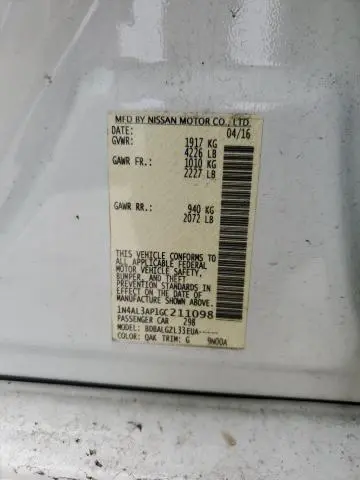 MFD BY NISSAN MOTOR CO., LTD.
DATE: 04/16
GVWR: 1917 KG
4226 LB
GAWR FR.: 1010 KG
2227 LB
GAWR RR.: 940 KG
2072 LB
THIS VEHICLE CONFORMS TO
ALL APPLICABLE FEDERAL
MOTOR VEHICLE SAFETY,
BUMPER, AND THEFT
PREVENTION STANDARDS IN
EFFECT ON THE DATE OF
MANUFACTURE SHOWN ABOVE
1N4AL3AP1GC211098
PASSENGER CAR 298
MODEL: BDBALGZL33EUA------
COLOR: QAK TRIM: G 9N00A